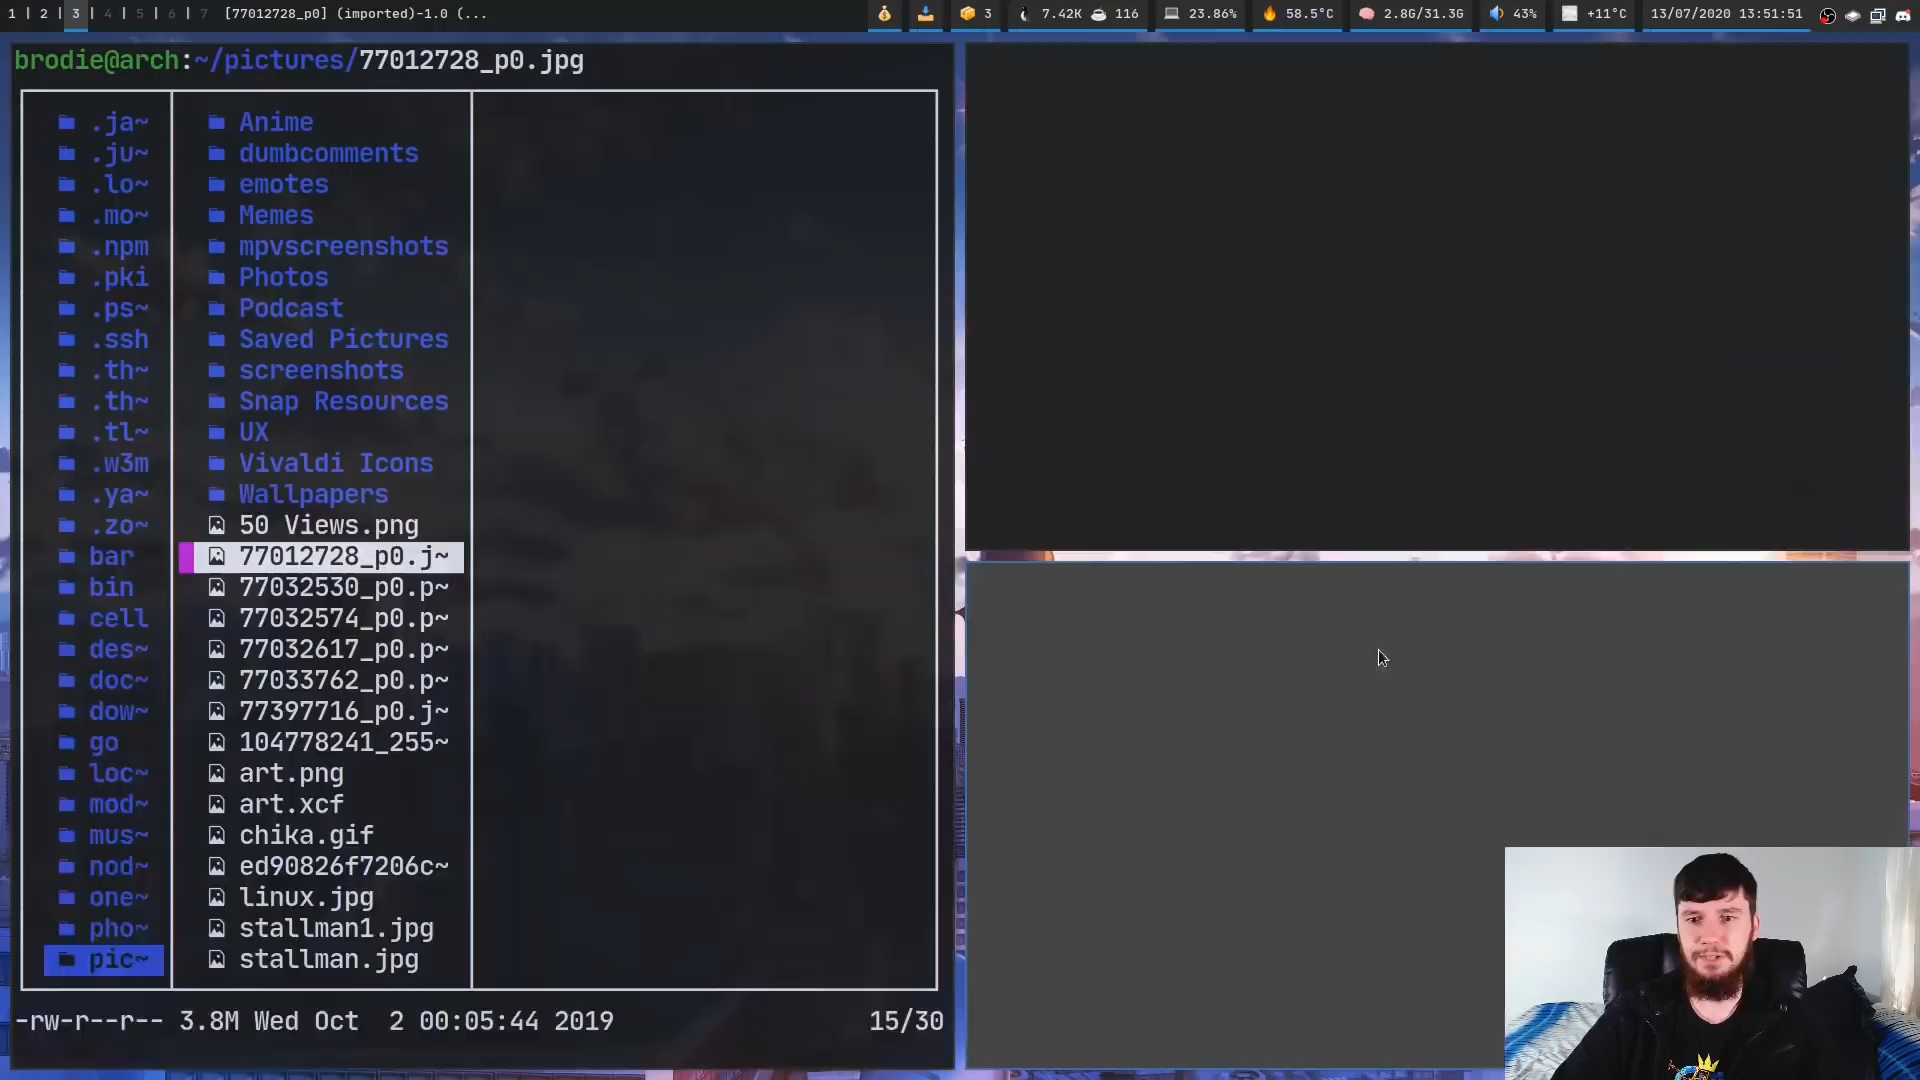 1 | 2 | 3 | 4 | 5 | 6 | 7 [77012728_p0] (imported)-1.0 (...
3 7.42K 116 23.86% 58.5°C 2.8G/31.3G 43% +11°C 13/07/2020 13:51:51
brodie@arch:~/pictures/77012728_p0.jpg
.ja~
.ju~
.lo~
.mo~
.npm
.pki
.ps~
.ssh
.th~
.th~
.tl~
.w3m
.ya~
.zo~
bar
bin
cell
des~
doc~
dow~
go
loc~
mod~
mus~
nod~
one~
pho~
pic~
Anime
dumbcomments
emotes
Memes
mpvscreenshots
Photos
Podcast
Saved Pictures
screenshots
Snap Resources
UX
Vivaldi Icons
Wallpapers
50 Views.png
77012728_p0.j~
77032530_p0.p~
77032574_p0.p~
77032617_p0.p~
77033762_p0.p~
77397716_p0.j~
104778241_255~
art.png
art.xcf
chika.gif
ed90826f7206c~
linux.jpg
stallman1.jpg
stallman.jpg
-rw-r--r-- 3.8M Wed Oct  2 00:05:44 2019 15/30